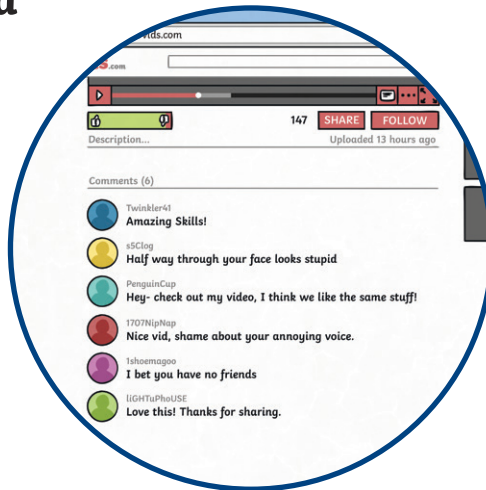 vids.com
.com
147 SHARE FOLLOW
Description... Uploaded 13 hours ago
Comments (6)
Twinkler41
Amazing Skills!
sSClog
Half way through your face looks stupid
PenguinCup
Hey- check out my video, I think we like the same stuff!
1707NipNap
Nice vid, shame about your annoying voice.
1shoemagoo
I bet you have no friends
liGHTuPhoUSE
Love this! Thanks for sharing.